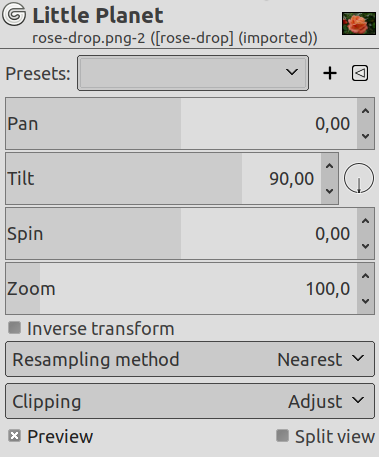 Little Planet
rose-drop.png-2 ([rose-drop] (imported))
Presets:
Pan 0,00
Tilt 90,00
Spin 0,00
Zoom 100,0
Inverse transform
Resampling method Nearest
Clipping Adjust
Preview Split view